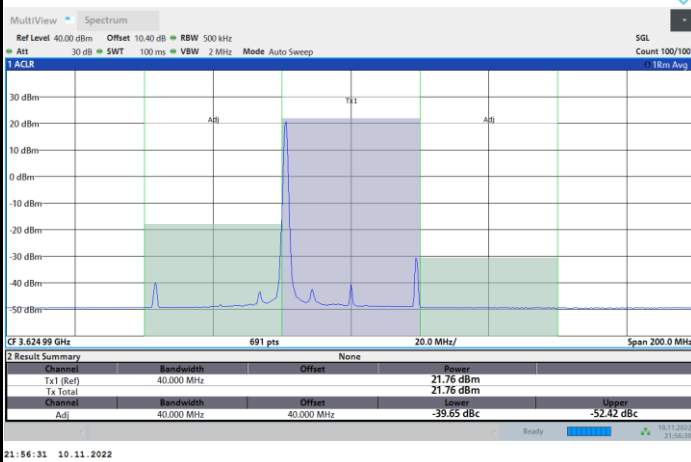 MultiView Spectrum
Ref Level 40.00 dBm Offset 10.40 dB RBW 500 kHz SGL
Att 30 dB SWT 100 ms VBW 2 MHz Mode Auto Sweep Count 100/100
1 ACLR 1Rm Avg
30 dBm
Tx1
20 dBm Adj Adj
10 dBm
0 dBm
-10 dBm
-20 dBm
-30 dBm
-40 dBm
-50 dBm
CF 3.624 99 GHz 691 pts 20.0 MHz/ Span 200.0 MHz
2 Result Summary None
Channel Bandwidth Offset Power
Tx1 (Ref) 40.000 MHz 21.76 dBm
Tx Total 21.76 dBm
Channel Bandwidth Offset Lower Upper
Adj 40.000 MHz 40.000 MHz -39.65 dBc -52.42 dBc
Ready 10.11.2022
21:56:30
21:56:31 10.11.2022